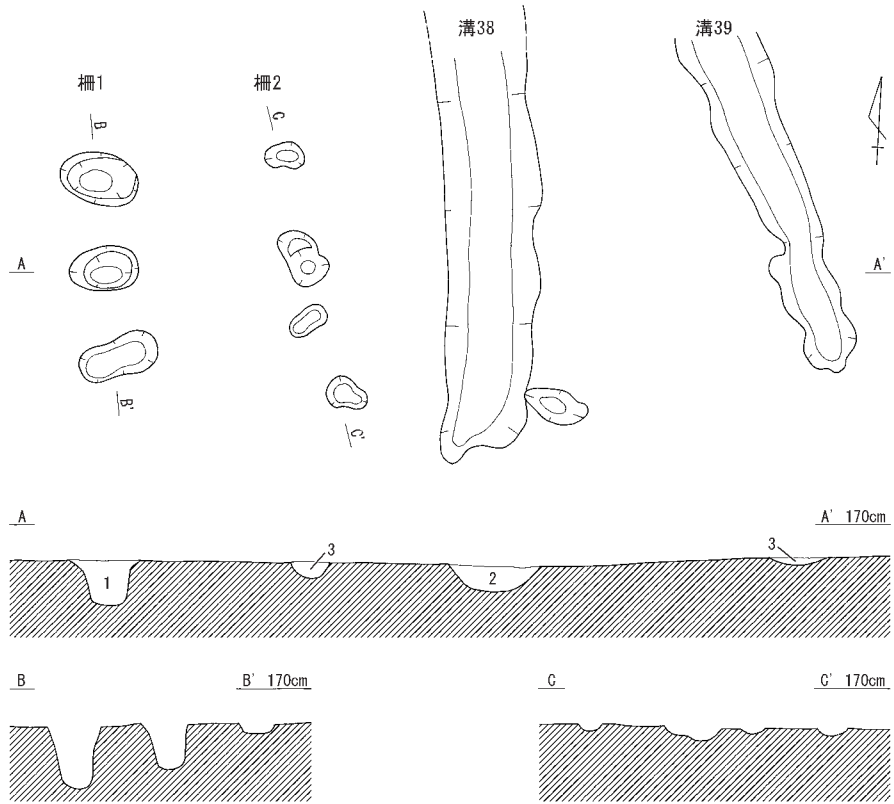 溝38
溝39
柵1
柵2
B
C
A
A'
B'
C'
A
A' 170cm
3
3
1
2
B
B' 170cm
C
C' 170cm